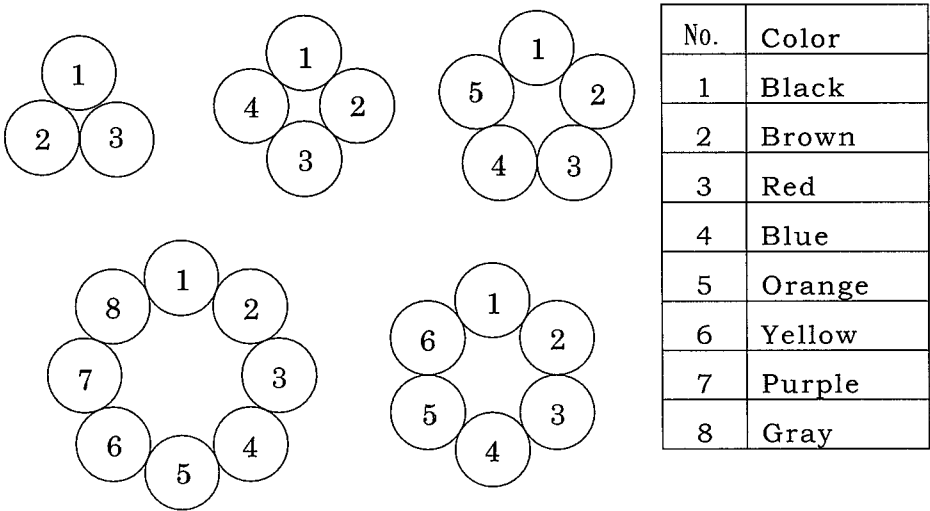 1
2 3
1
4 2
3
1
5 2
4 3
1
8 2
7 3
6 4
5
1
6 2
5 3
4
No. Color
1 Black
2 Brown
3 Red
4 Blue
5 Orange
6 Yellow
7 Purple
8 Gray